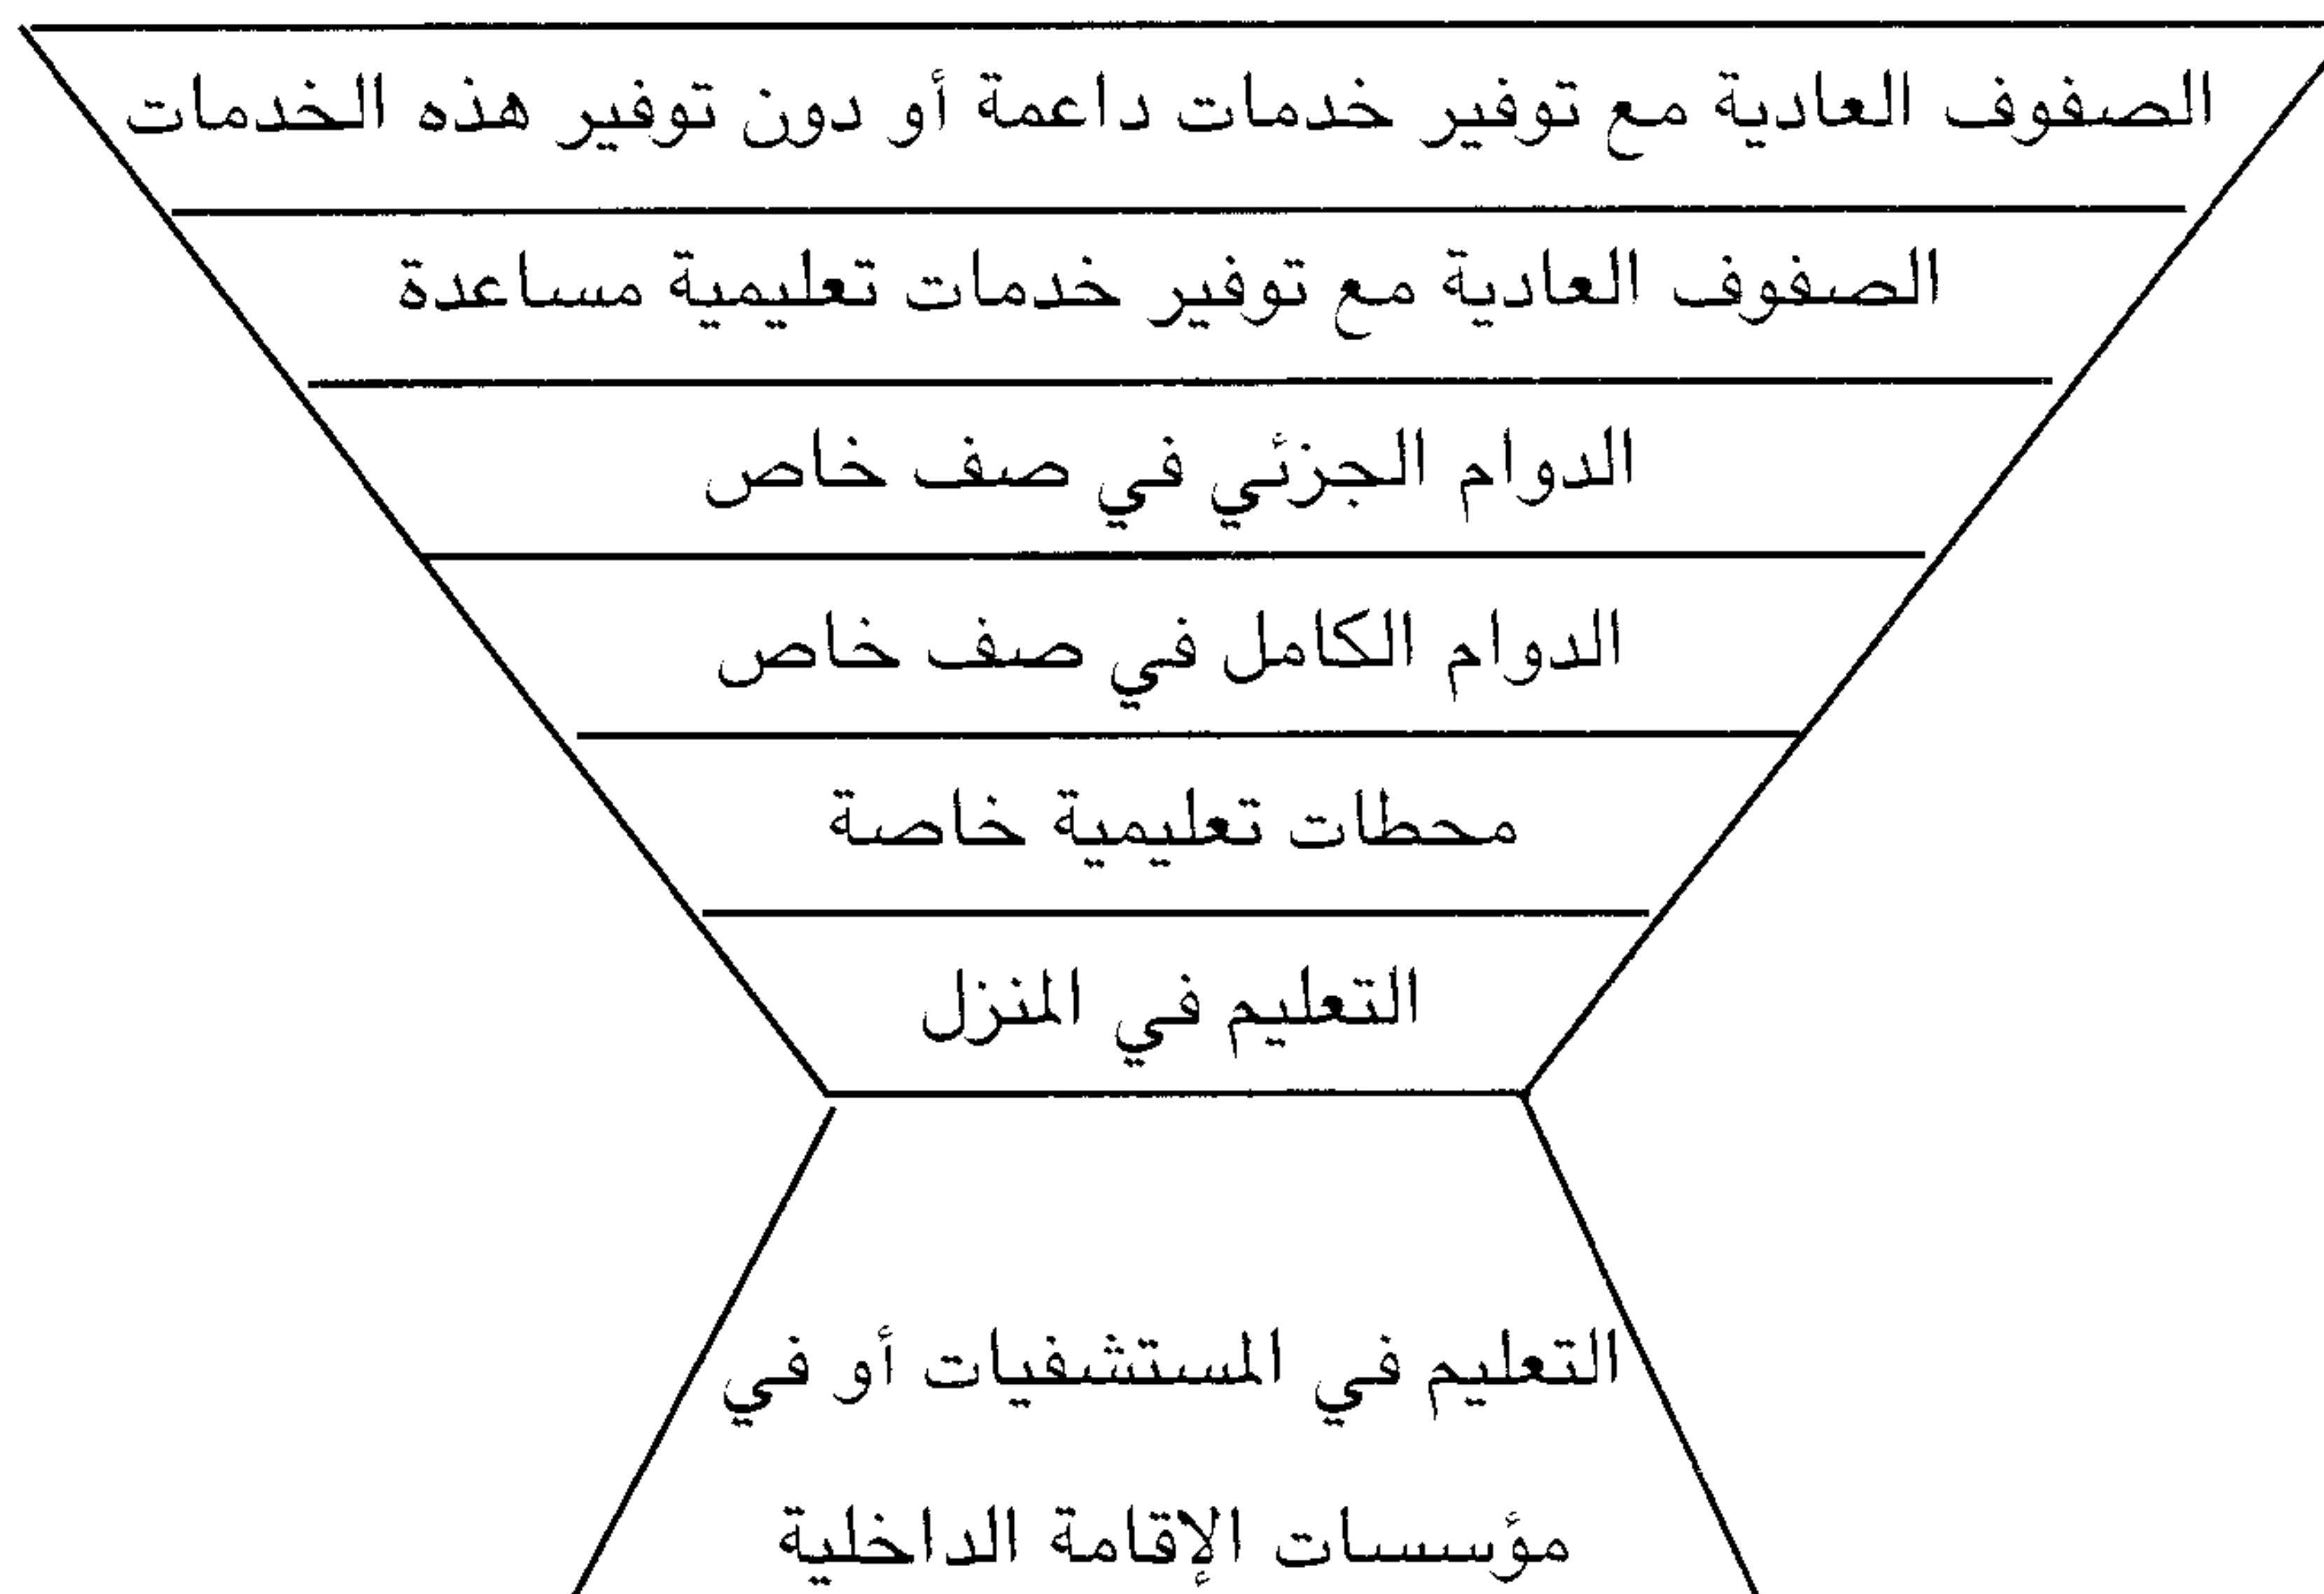 الصفوف العادية مع توفير خدمات داعمة أو دون توفير هذه الخدمات
الصفوف العادية مع توفير خدمات تعليمية مساعدة
الدوام الجزئي في صف خاص
الدوام الكامل في صف خاص
محطات تعليمية خاصة
التعليم في المنزل
التعليم في المستشفيات أو في
مؤسسات الإقامة الداخلية